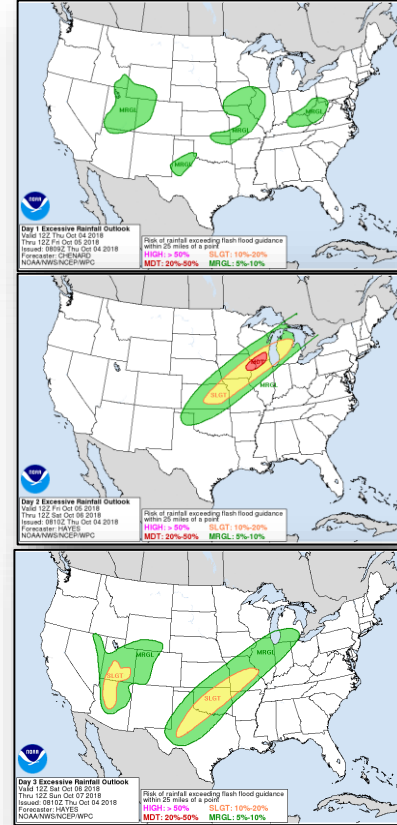 MRGL
MRGL
MRGL
MRGL
NOAA
Day 1 Excessive Rainfall Outlook
Valid 12Z Thu Oct 04 2018
Thru 12Z Fri Oct 05 2018
Issued: 0809Z Thu Oct 04 2018
Forecaster: CHENARD
NOAA/NWS/NCEP/WPC
Risk of rainfall exceeding flash flood guidance
within 25 miles of a point
HIGH: > 50% SLGT: 10%-20%
MDT: 20%-50% MRGL: 5%-10%
MDT
MRGL
SLGT
NOAA
Day 2 Excessive Rainfall Outlook
Valid 12Z Fri Oct 05 2018
Thru 12Z Sat Oct 06 2018
Issued: 0810Z Thu Oct 04 2018
Forecaster: HAYES
NOAA/NWS/NCEP/WPC
Risk of rainfall exceeding flash flood guidance
within 25 miles of a point
HIGH: > 50% SLGT: 10%-20%
MDT: 20%-50% MRGL: 5%-10%
MRGL
MRGL
SLGT
SLGT
NOAA
Day 3 Excessive Rainfall Outlook
Valid 12Z Sat Oct 06 2018
Thru 12Z Sun Oct 07 2018
Issued: 0810Z Thu Oct 04 2018
Forecaster: HAYES
NOAA/NWS/NCEP/WPC
Risk of rainfall exceeding flash flood guidance
within 25 miles of a point
HIGH: > 50% SLGT: 10%-20%
MDT: 20%-50% MRGL: 5%-10%